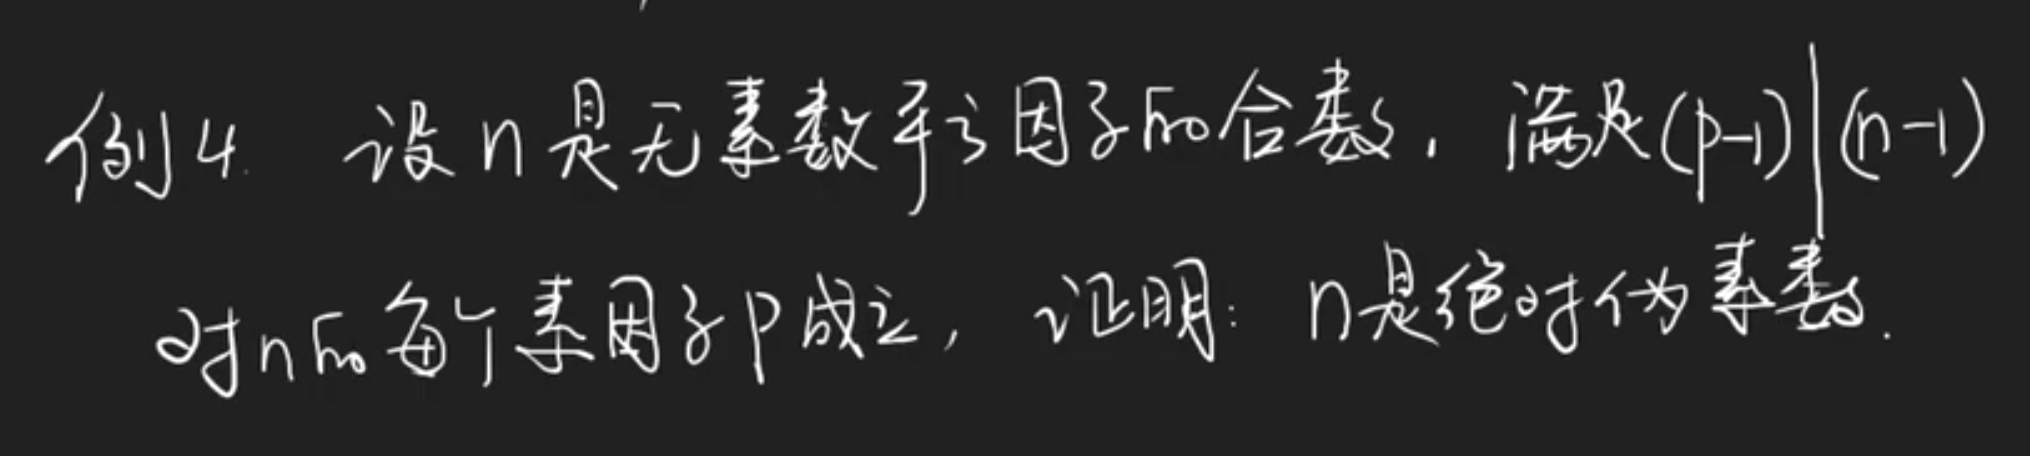 例4. 设n是无素数平方因子的合数,满足(p-1)|(n-1)
对n的每个素因子p成立,证明:n是绝对伪素数.